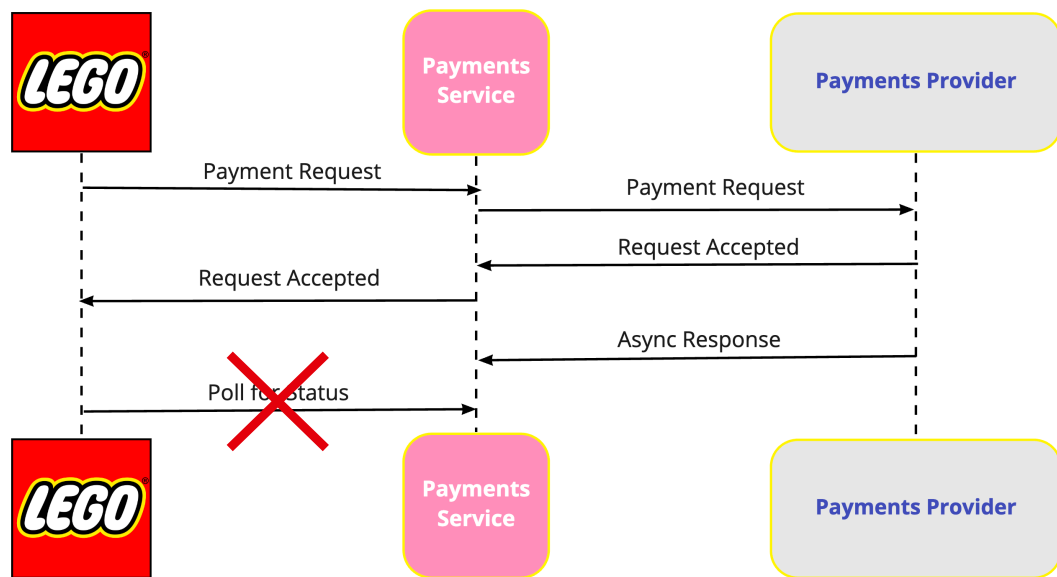 LEGO
®
Payments
Service
Payments Provider
Payment Request
Payment Request
Request Accepted
Request Accepted
Async Response
Poll for Status
LEGO
®
Payments
Service
Payments Provider